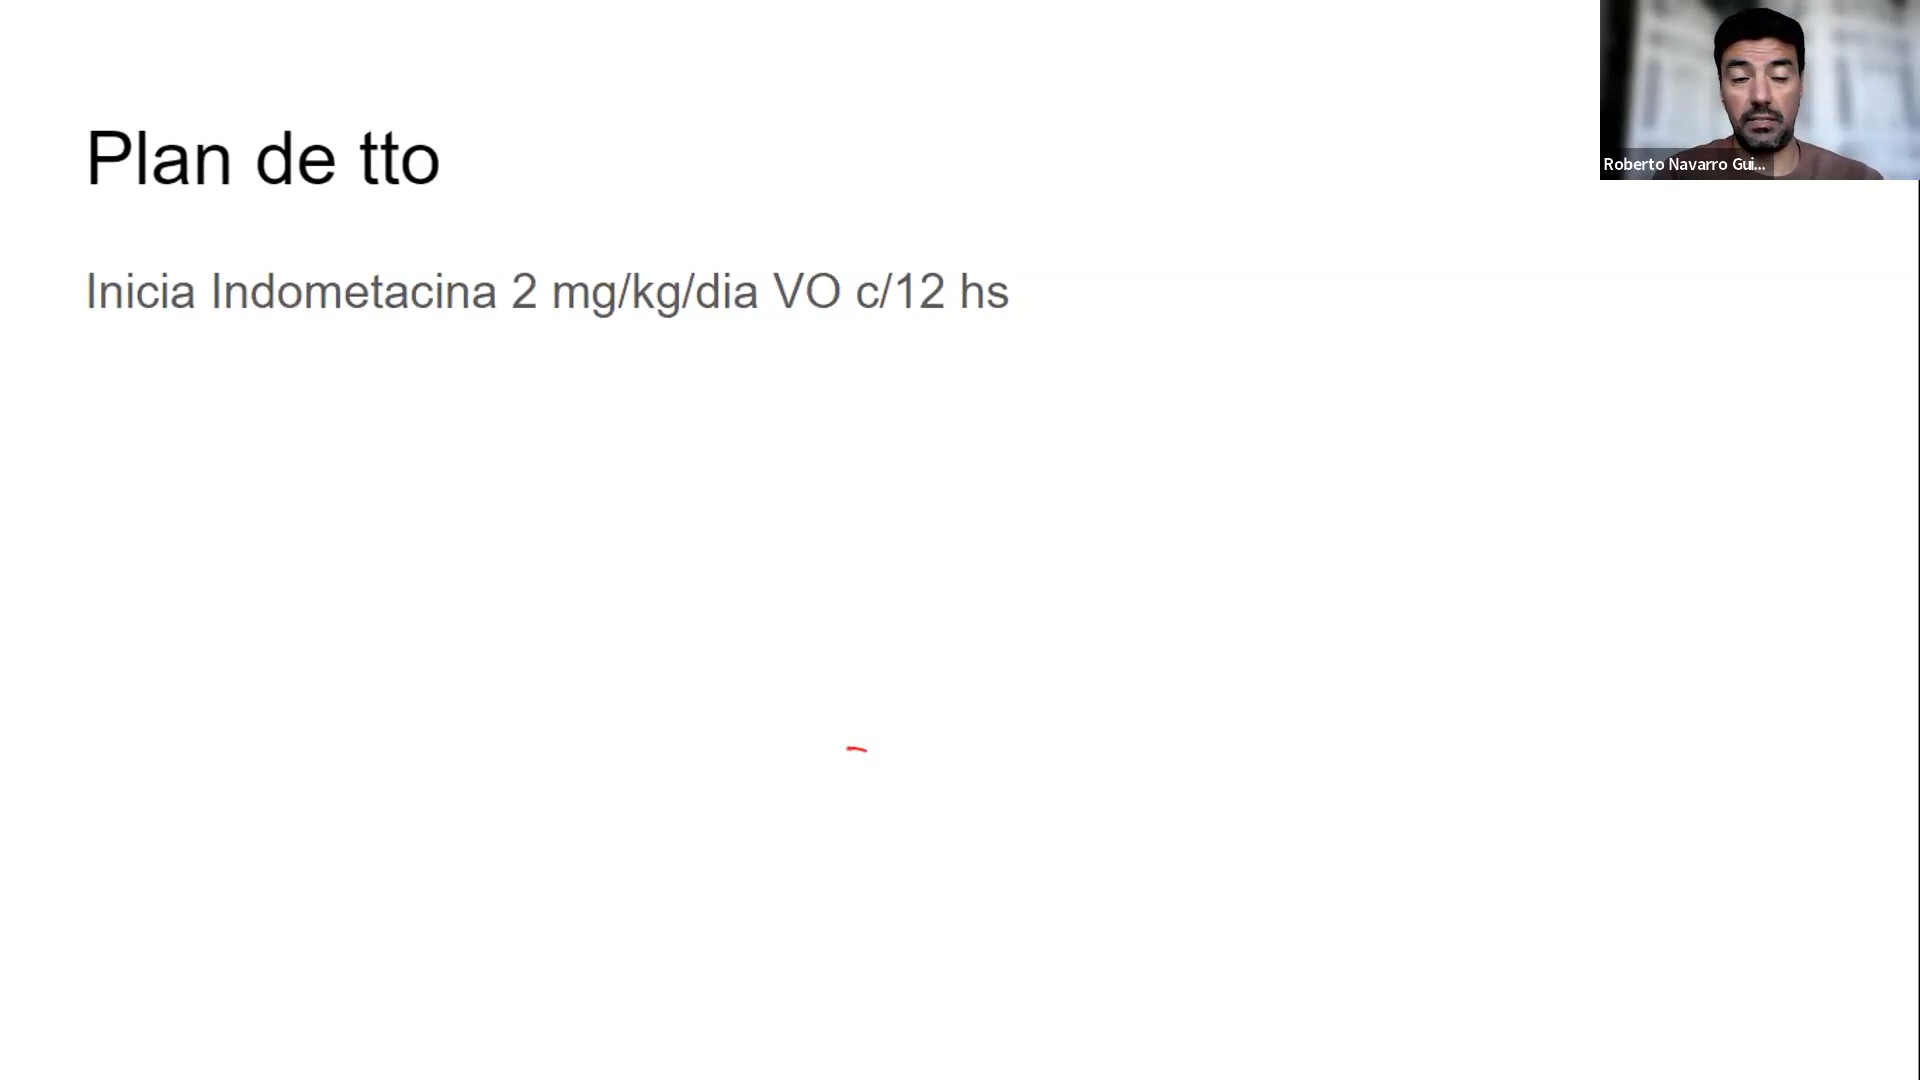 Plan de tto
Inicia Indometacina 2 mg/kg/dia VO c/12 hs
Roberto Navarro Gui...